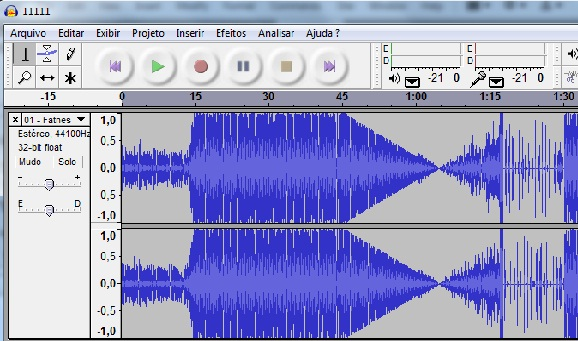 11111
Arquivo Editar Exibir Projeto Inserir Efeitos Analisar Ajuda ?
E
D
-21 0
E
D
-21 0
-15 0 15 30 45 1:00 1:15 1:30
x 01 - Fatnes
Estéreo, 44100Hz
32-bit float
Mudo Solo
- +
E D
1,0
0,5
0,0
-0,5
-1,0
1,0
0,5
0,0
-0,5
-1,0